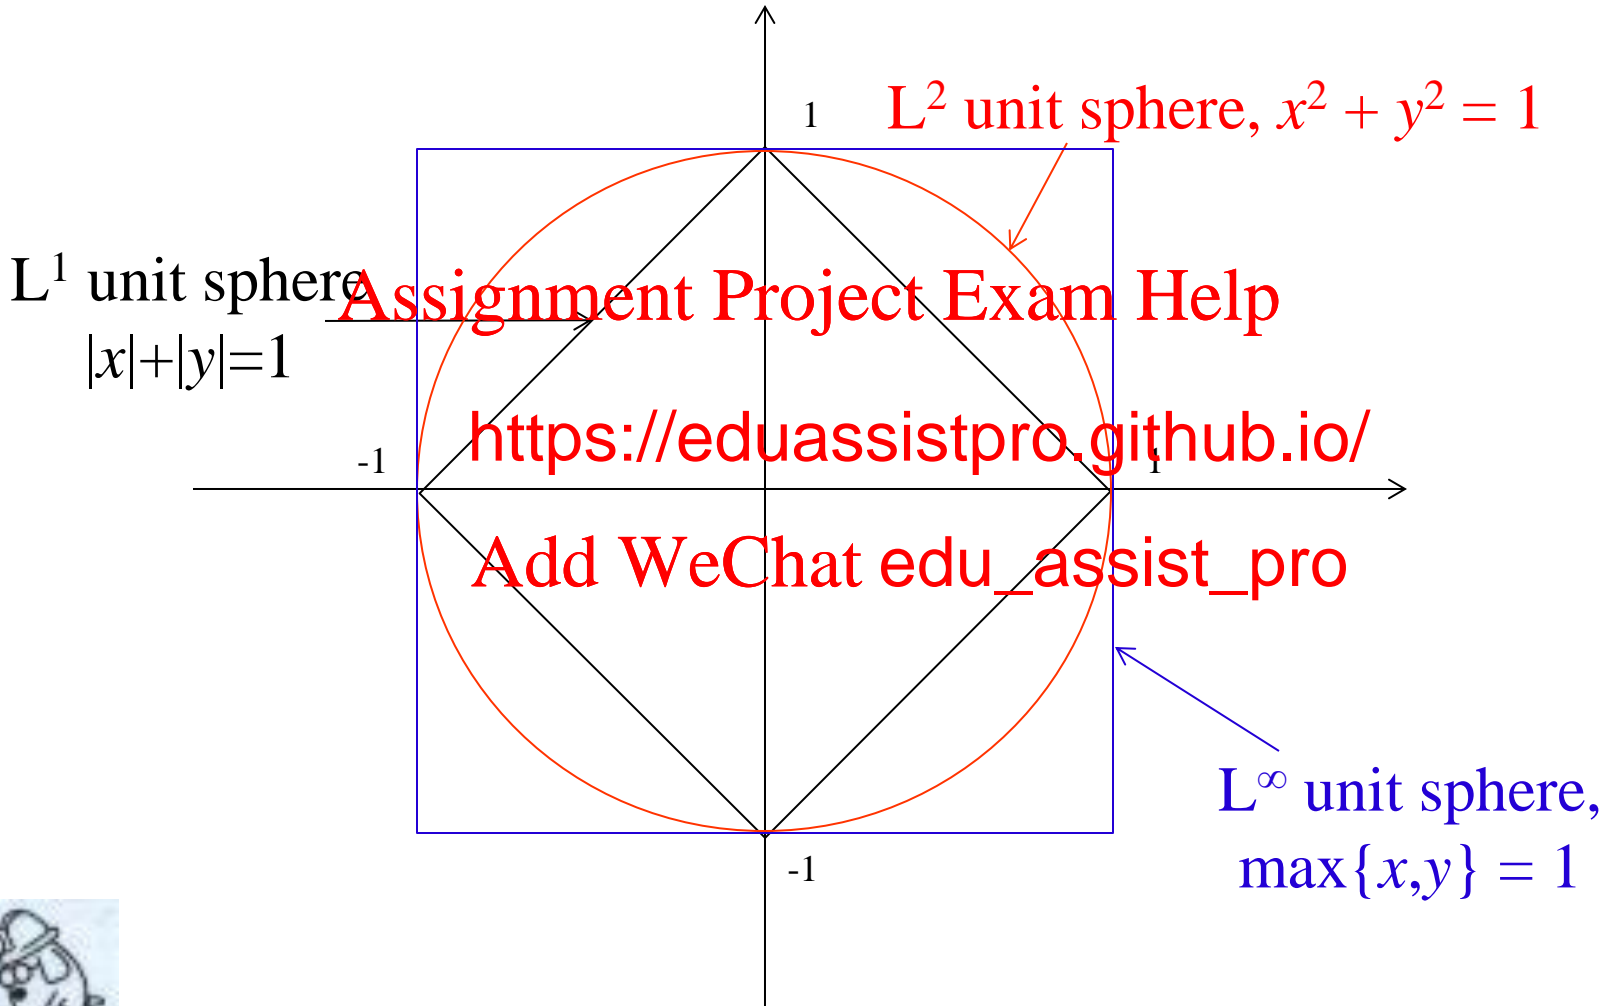 1
L² unit sphere, x² + y² = 1
L¹ unit sphere
|x|+|y|=1
Assignment Project Exam Help
https://eduassistpro.github.io/
-1
1
Add WeChat edu_assist_pro
L∞ unit sphere,
max{x,y} = 1
-1